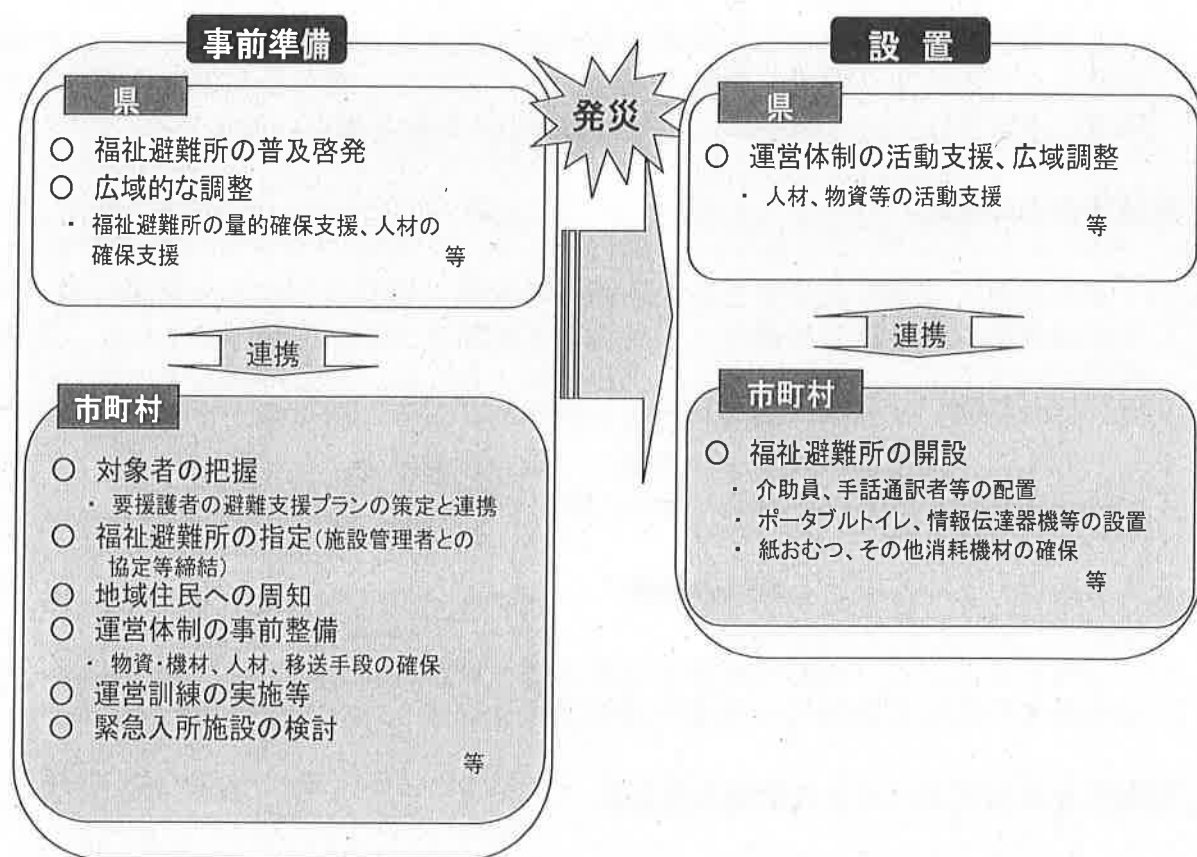 事前準備
県
○ 福祉避難所の普及啓発
○ 広域的な調整
・ 福祉避難所の量的確保支援、人材の
確保支援 等
連携
市町村
○ 対象者の把握
・ 要援護者の避難支援プランの策定と連携
○ 福祉避難所の指定(施設管理者との
協定等締結)
○ 地域住民への周知
○ 運営体制の事前整備
・ 物資・機材、人材、移送手段の確保
○ 運営訓練の実施等
○ 緊急入所施設の検討
等
発災
設 置
県
○ 運営体制の活動支援、広域調整
・ 人材、物資等の活動支援
等
連携
市町村
○ 福祉避難所の開設
・ 介助員、手話通訳者等の配置
・ ポータブルトイレ、情報伝達器機等の設置
・ 紙おむつ、その他消耗機材の確保
等